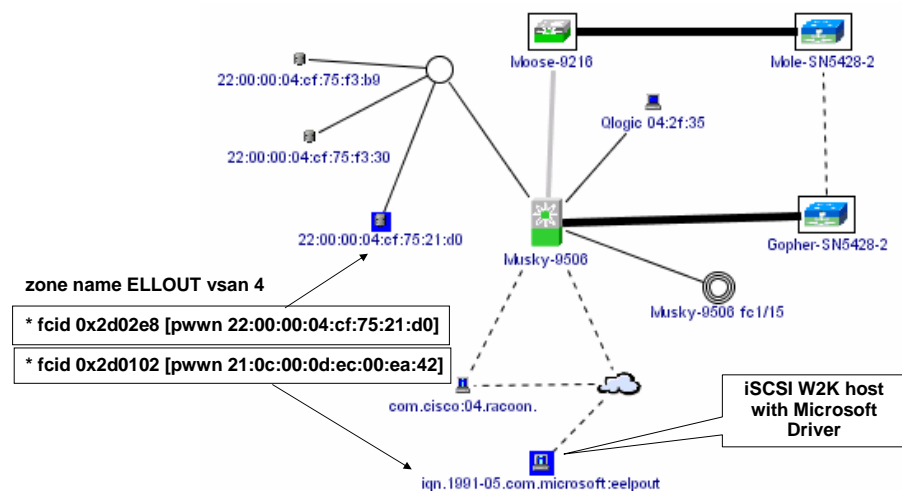 Moose-9216
Mole-SN5428-2
22:00:00:04:cf:75:f3:b9
Qlogic 04:2f:35
22:00:00:04:cf:75:f3:30
22:00:00:04:cf:75:21:d0
Musky-9506
Gopher-SN5428-2
zone name ELLOUT vsan 4
Musky-9506 fc1/15
* fcid 0x2d02e8 [pwwn 22:00:00:04:cf:75:21:d0]
* fcid 0x2d0102 [pwwn 21:0c:00:0d:ec:00:ea:42]
com.cisco:04.racoon.
iSCSI W2K host
with Microsoft
Driver
iqn.1991-05.com.microsoft:eelpout